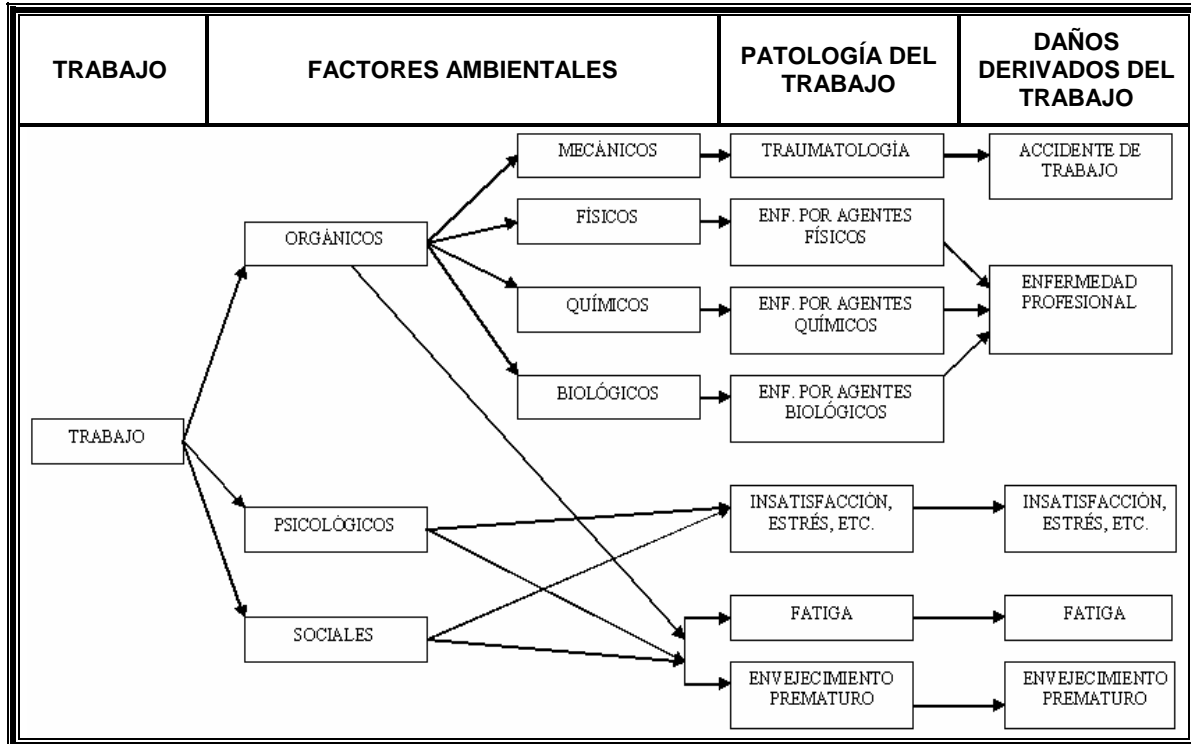 TRABAJO
FACTORES AMBIENTALES
PATOLOGÍA DEL
TRABAJO
DAÑOS
DERIVADOS DEL
TRABAJO
MECÁNICOS
TRAUMATOLOGÍA
ACCIDENTE DE
TRABAJO
ORGÁNICOS
FÍSICOS
ENF. POR AGENTES
FÍSICOS
QUÍMICOS
ENF. POR AGENTES
QUÍMICOS
ENFERMEDAD
PROFESIONAL
BIOLÓGICOS
ENF. POR AGENTES
BIOLÓGICOS
TRABAJO
PSICOLÓGICOS
INSATISFACCIÓN,
ESTRÉS, ETC.
INSATISFACCIÓN,
ESTRÉS, ETC.
SOCIALES
FATIGA
FATIGA
ENVEJECIMIENTO
PREMATURO
ENVEJECIMIENTO
PREMATURO